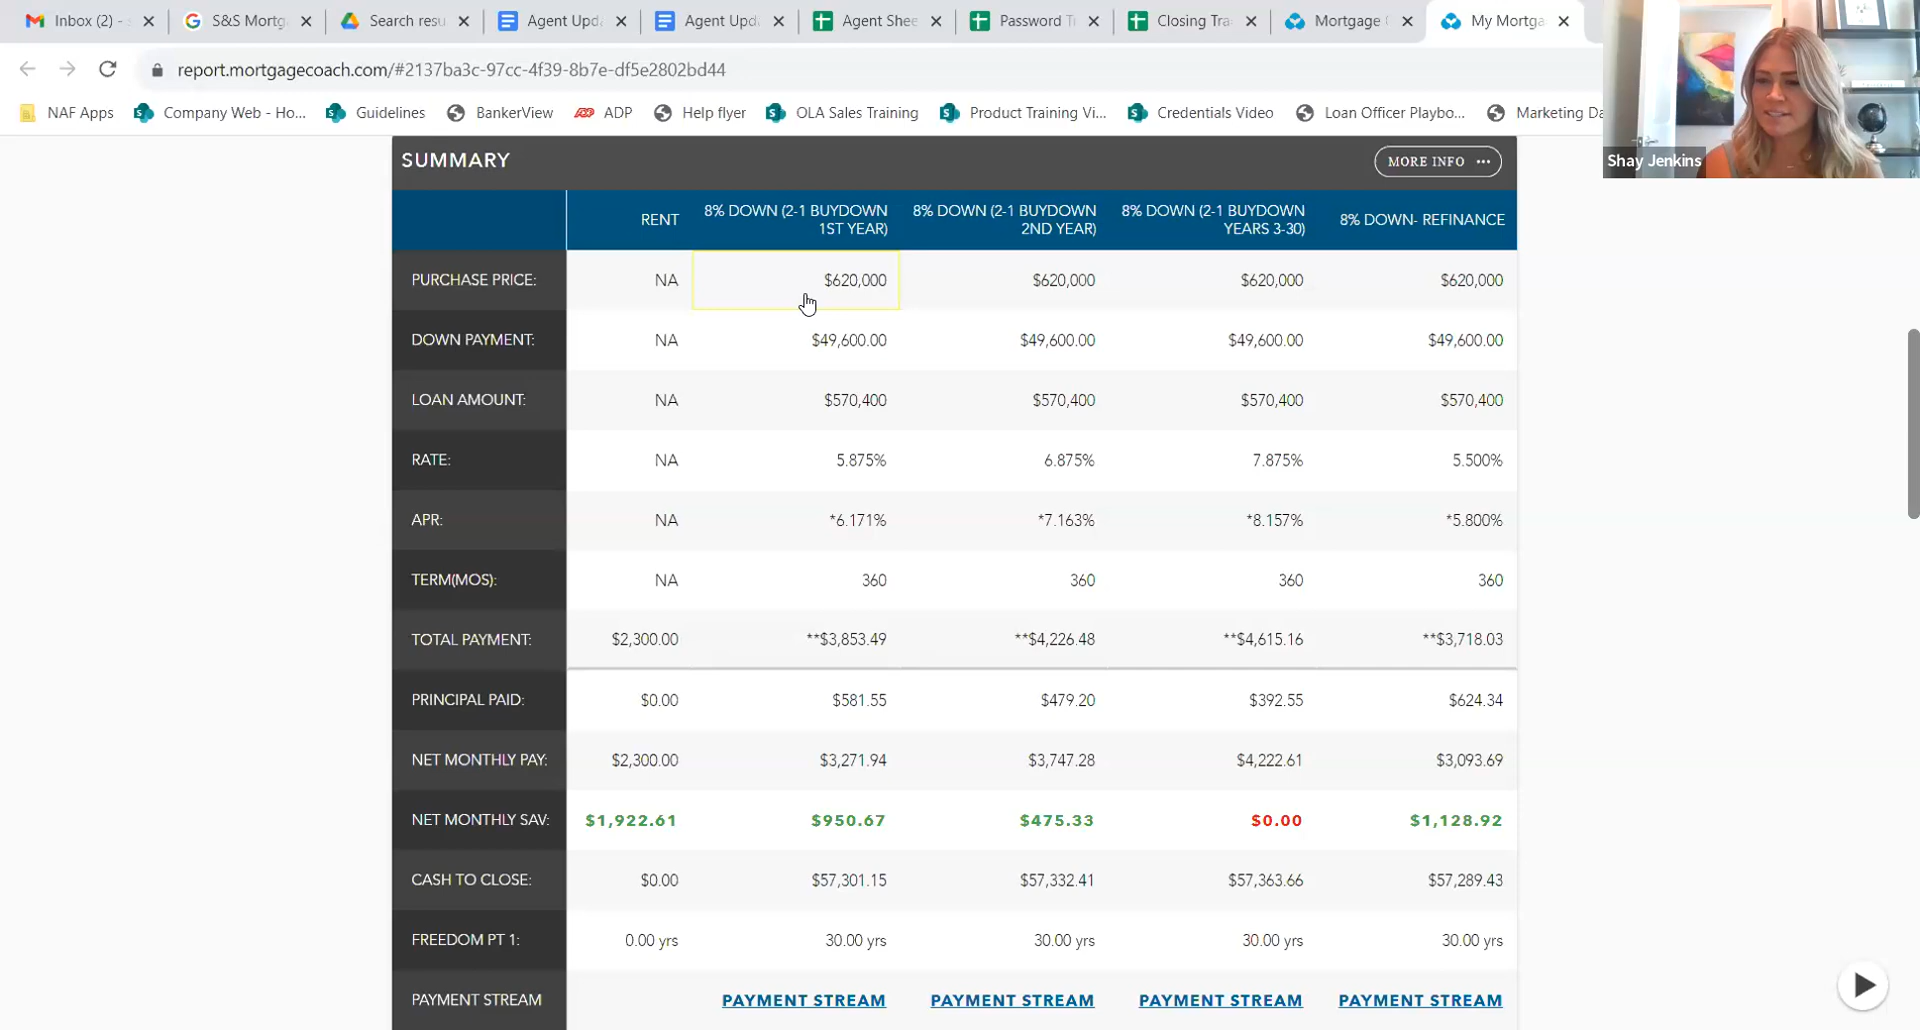 Inbox (2) - s
S&S Mortg
Search resu
Agent Upd
Agent Upd
Agent Shee
Password T
Closing Tra
Mortgage C
My Mortga
report.mortgagecoach.com/#2137ba3c-97cc-4f39-8b7e-df5e2802bd44
NAF Apps
Company Web - Ho...
Guidelines
BankerView
ADP
Help flyer
OLA Sales Training
Product Training Vi...
Credentials Video
Loan Officer Playbo...
Marketing Da
Shay Jenkins
SUMMARY
MORE INFO ...
RENT
8% DOWN (2-1 BUYDOWN
1ST YEAR)
8% DOWN (2-1 BUYDOWN
2ND YEAR)
8% DOWN (2-1 BUYDOWN
YEARS 3-30)
8% DOWN- REFINANCE
PURCHASE PRICE: NA $620,000 $620,000 $620,000 $620,000
DOWN PAYMENT: NA $49,600.00 $49,600.00 $49,600.00 $49,600.00
LOAN AMOUNT: NA $570,400 $570,400 $570,400 $570,400
RATE: NA 5.875% 6.875% 7.875% 5.500%
APR: NA *6.171% *7.163% *8.157% *5.800%
TERM(MOS): NA 360 360 360 360
TOTAL PAYMENT: $2,300.00 **$3,853.49 **$4,226.48 **$4,615.16 **$3,718.03
PRINCIPAL PAID: $0.00 $581.55 $479.20 $392.55 $624.34
NET MONTHLY PAY: $2,300.00 $3,271.94 $3,747.28 $4,222.61 $3,093.69
NET MONTHLY SAV: $1,922.61 $950.67 $475.33 $0.00 $1,128.92
CASH TO CLOSE: $0.00 $57,301.15 $57,332.41 $57,363.66 $57,289.43
FREEDOM PT 1: 0.00 yrs 30.00 yrs 30.00 yrs 30.00 yrs 30.00 yrs
PAYMENT STREAM PAYMENT STREAM PAYMENT STREAM PAYMENT STREAM PAYMENT STREAM